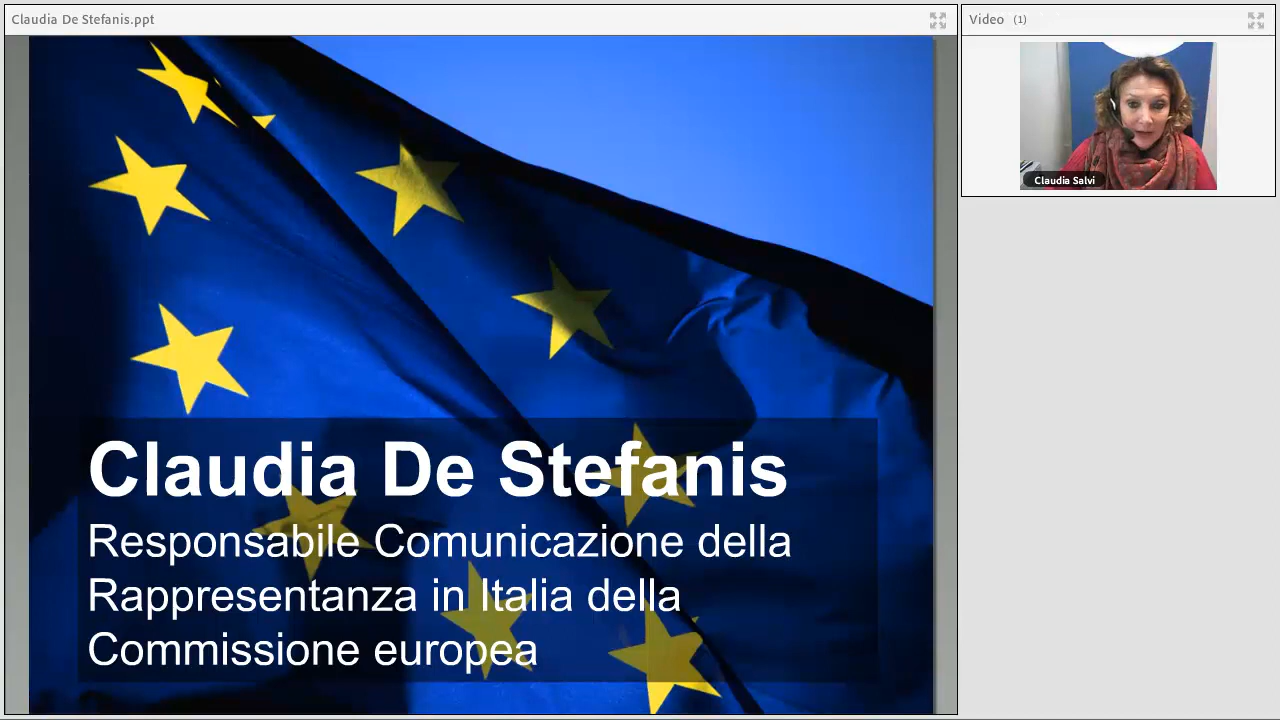 Claudia De Stefanis.ppt
Video (1)
Claudia Salvi
Claudia De Stefanis
Responsabile Comunicazione della
Rappresentanza in Italia della
Commissione europea